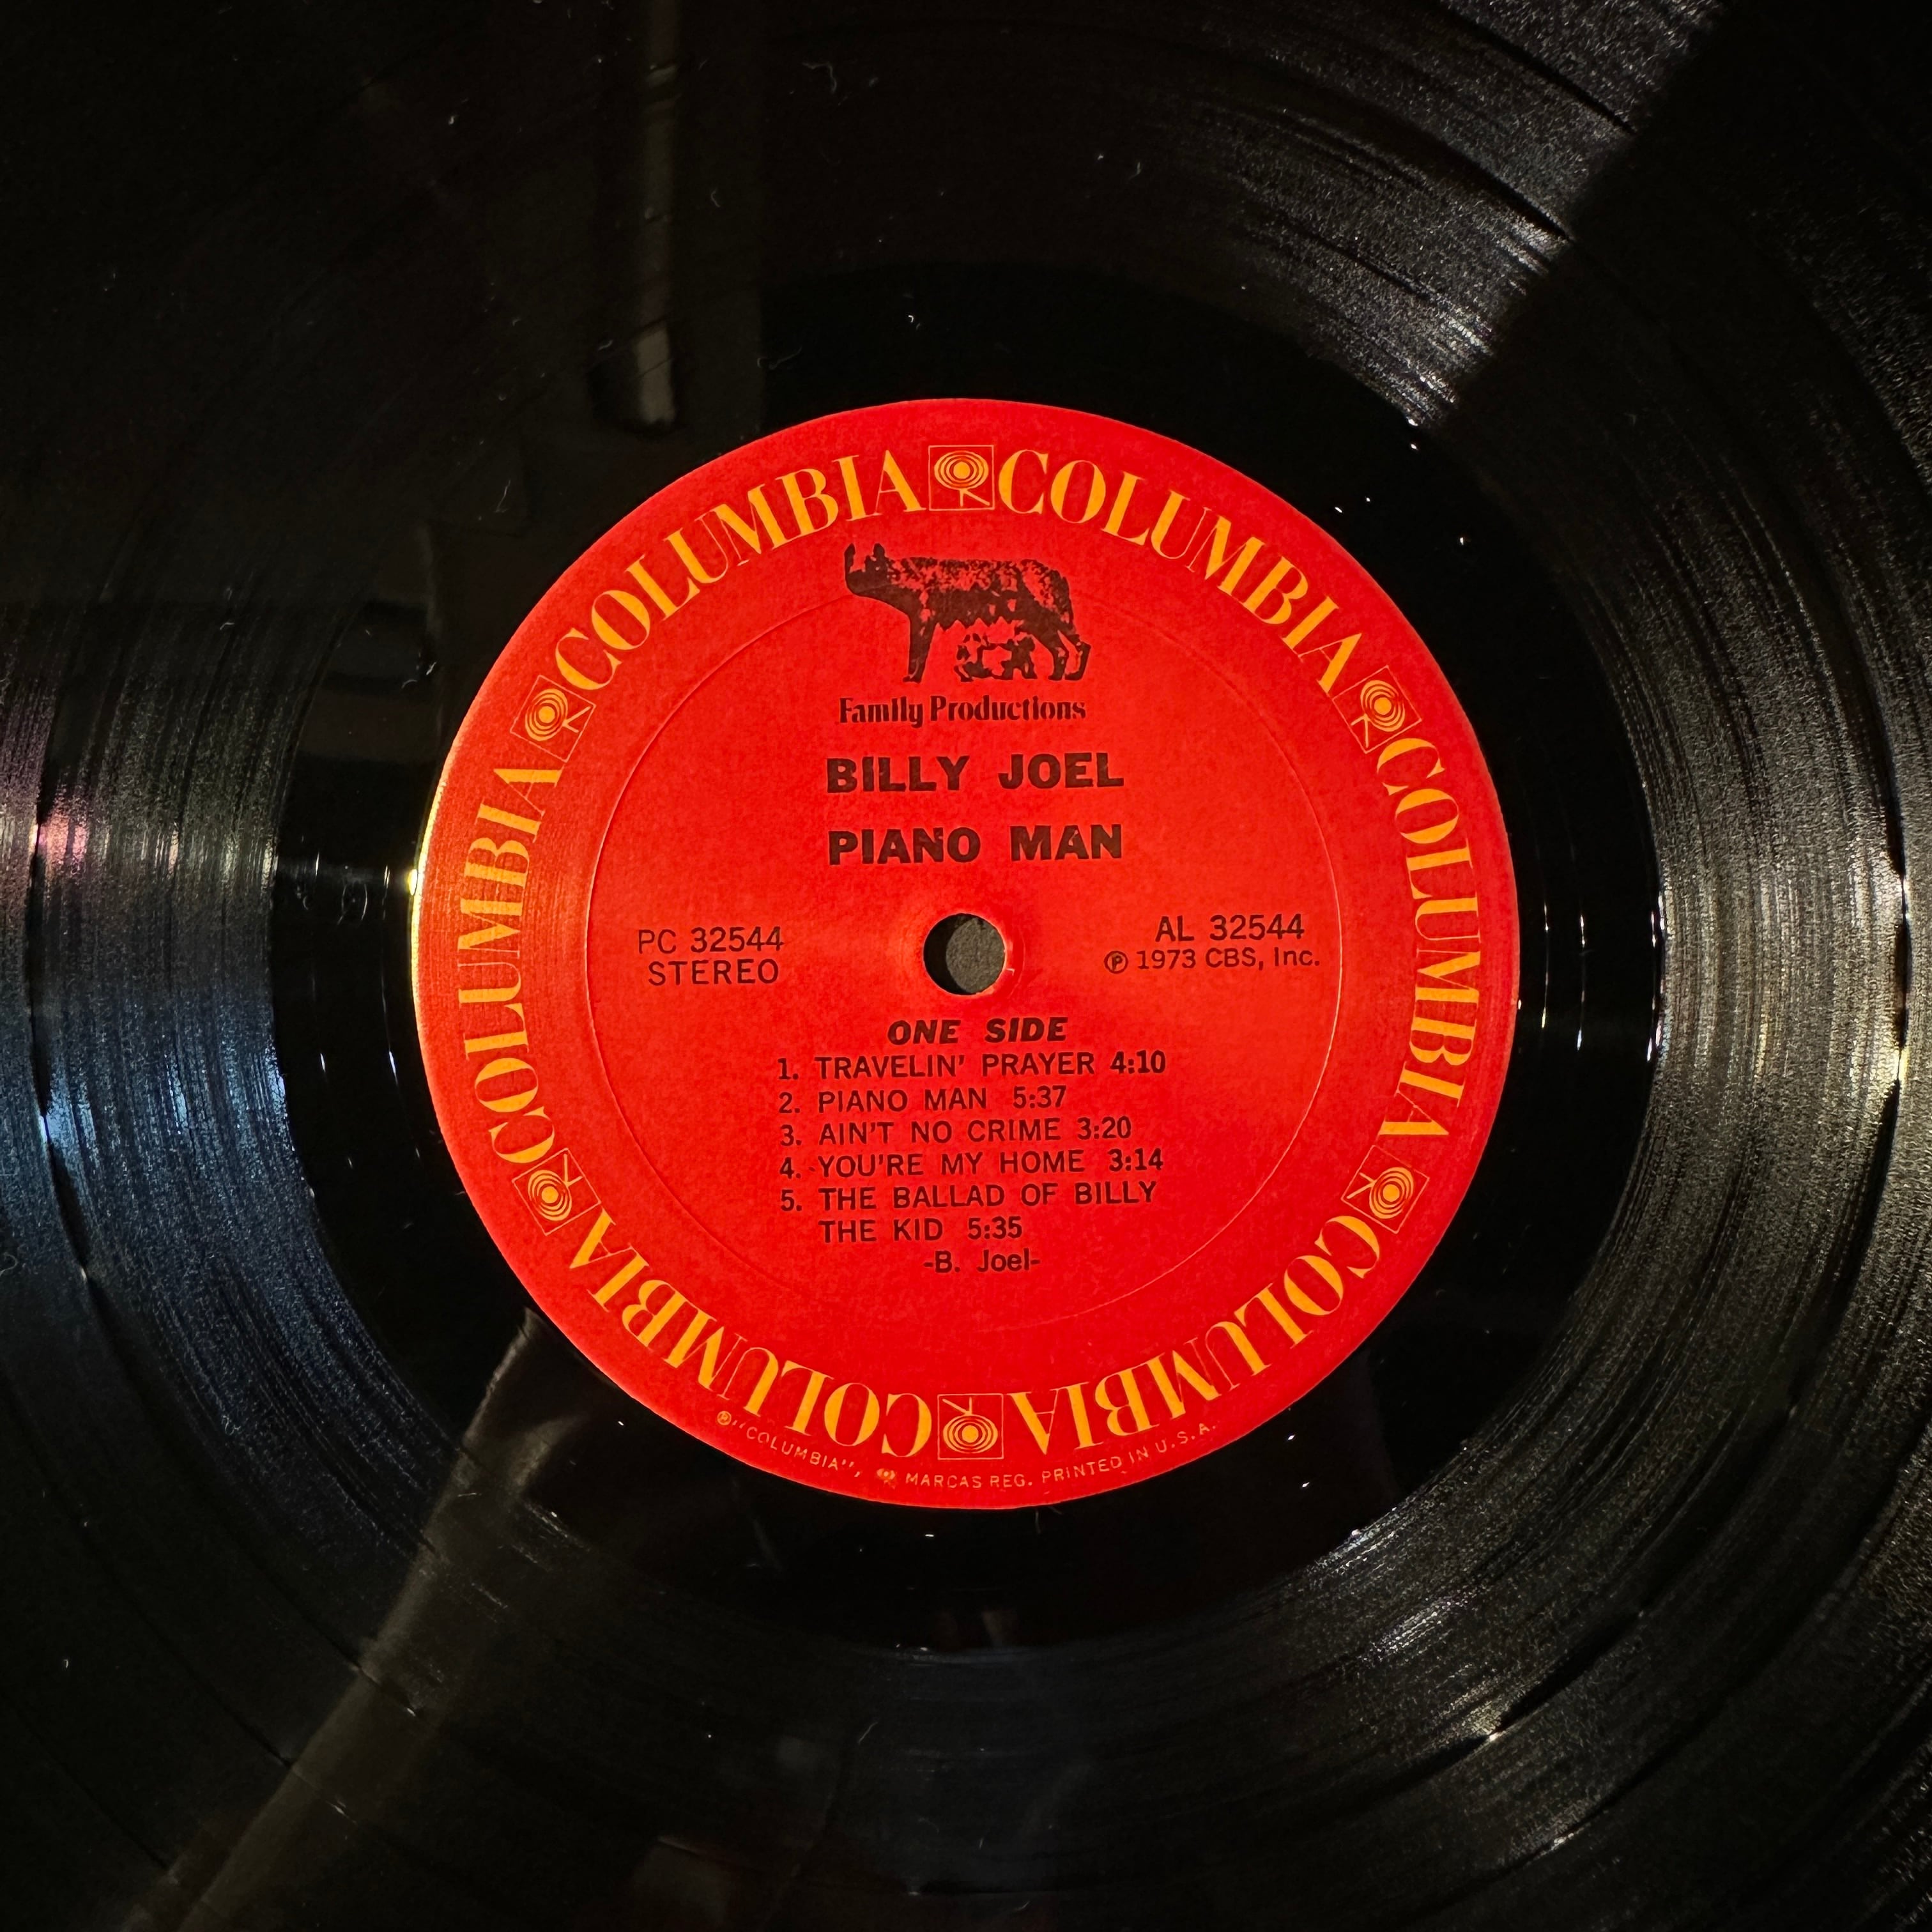 COLUMBIA COLUMBIA COLUMBIA COLUMBIA COLUMBIA COLUMBIA
Family Productions
BILLY JOEL
PIANO MAN
PC 32544
STEREO
AL 32544
℗ 1973 CBS, Inc.
ONE SIDE
1. TRAVELIN' PRAYER 4:10
2. PIANO MAN 5:37
3. AIN'T NO CRIME 3:20
4. YOU'RE MY HOME 3:14
5. THE BALLAD OF BILLY
THE KID 5:35
-B. Joel-
®"COLUMBIA", MARCAS REG. PRINTED IN U.S.A.